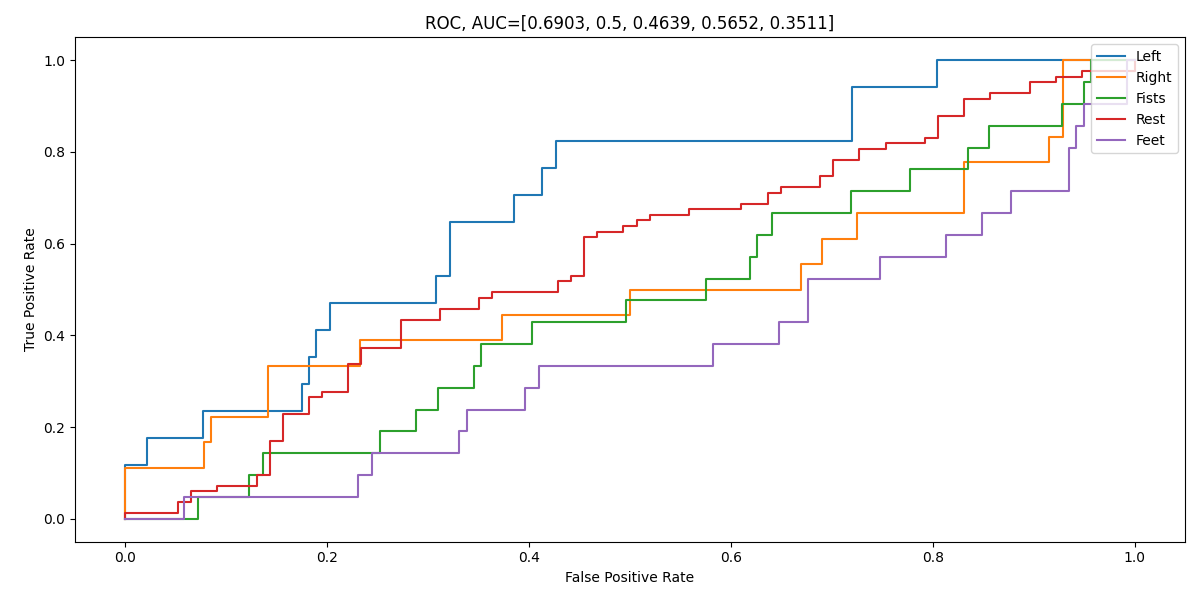 ROC, AUC=[0.6903, 0.5, 0.4639, 0.5652, 0.3511]
Left
Right
Fists
Rest
Feet
True Positive Rate
1.0
0.8
0.6
0.4
0.2
0.0
0.0 0.2 0.4 0.6 0.8 1.0
False Positive Rate